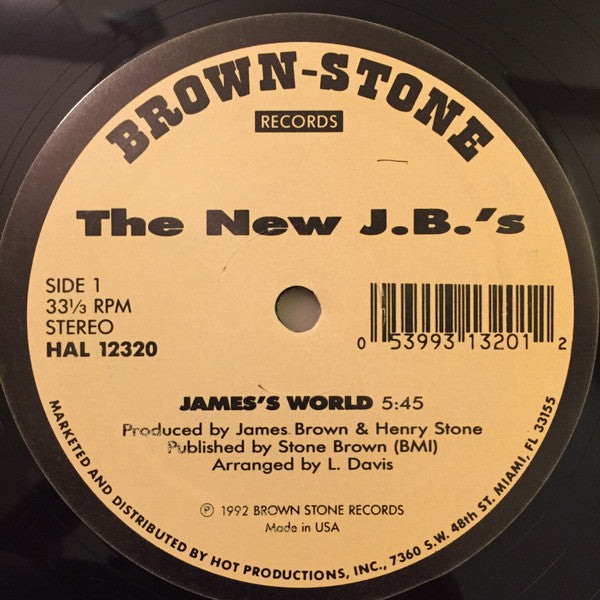 BROWN-STONE
RECORDS
The New J.B.'s
SIDE 1
33⅓ RPM
STEREO
HAL 12320
0 53993 13201 2
JAMES'S WORLD 5:45
Produced by James Brown & Henry Stone
Published by Stone Brown (BMI)
Arranged by L. Davis
℗ 1992 BROWN STONE RECORDS
Made in USA
MARKETED AND DISTRIBUTED BY HOT PRODUCTIONS, INC., 7360 S.W. 48th ST. MIAMI, FL 33155